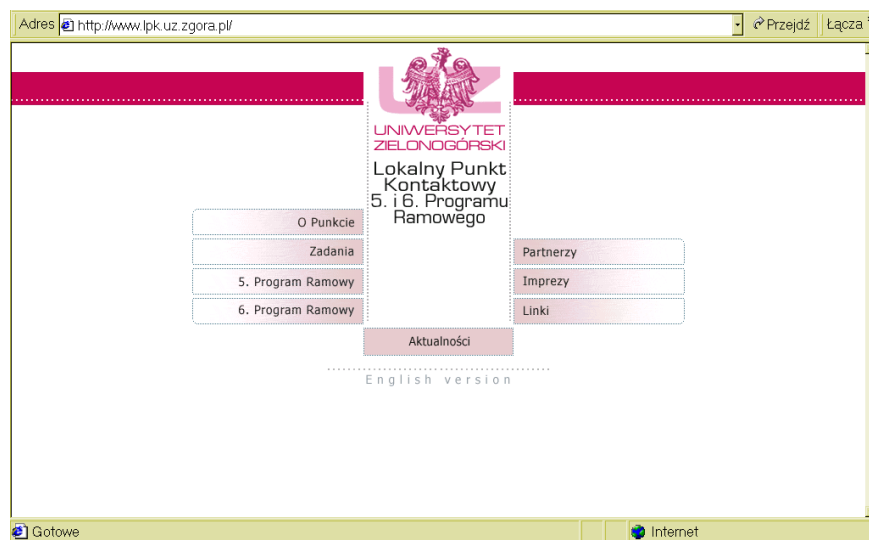 Adres http://www.lpk.uz.zgora.pl/ Przejdź Łącza
UZ
UNIWERSYTET
ZIELONOGÓRSKI
Lokalny Punkt
Kontaktowy
5. i 6. Programu
Ramowego
O Punkcie
Zadania
5. Program Ramowy
6. Program Ramowy
Partnerzy
Imprezy
Linki
Aktualności
English version
Gotowe Internet